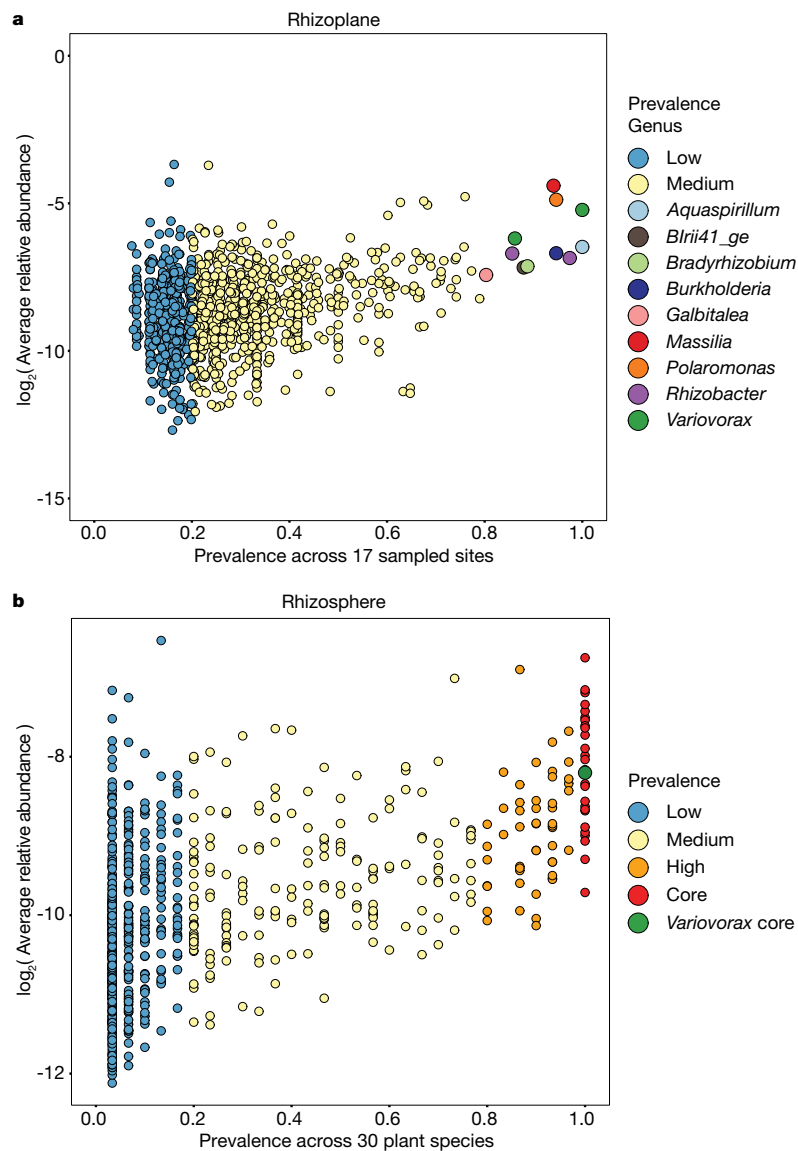 a
Rhizoplane
0
-5
-10
-15
log2( Average relative abundance )
0.0 0.2 0.4 0.6 0.8 1.0
Prevalence across 17 sampled sites
Prevalence
Genus
Low
Medium
Aquaspirillum
Blrii41_ge
Bradyrhizobium
Burkholderia
Galbitalea
Massilia
Polaromonas
Rhizobacter
Variovorax
b
Rhizosphere
-8
-10
-12
log2( Average relative abundance )
0.0 0.2 0.4 0.6 0.8 1.0
Prevalence across 30 plant species
Prevalence
Low
Medium
High
Core
Variovorax core